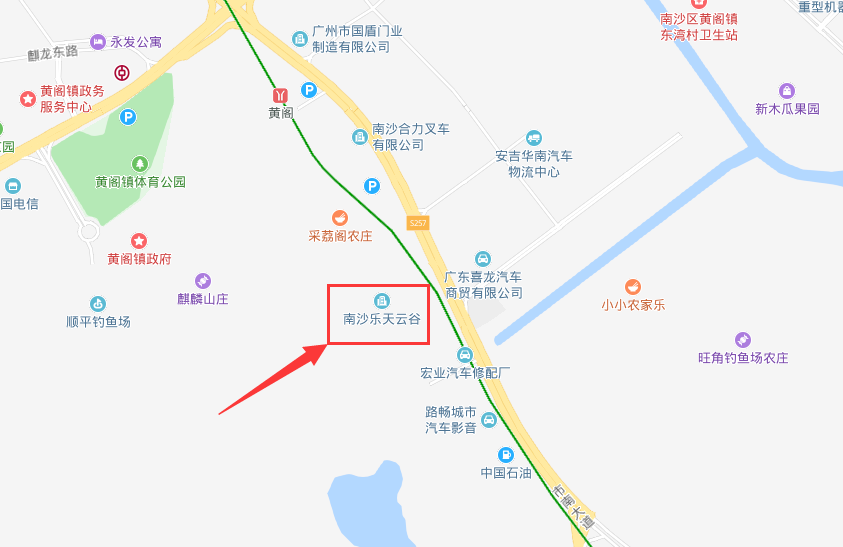 重型机
南沙区黄阁镇
东湾村卫生站
广州市国盾门业
制造有限公司
永发公寓
麒龙东路
黄阁镇政务
服务中心
P
黄阁
P
新木瓜果园
南沙合力叉车
有限公司
安吉华南汽车
物流中心
黄阁镇体育公园
P
国电信
采荔阁农庄
S257
黄阁镇政府
麒麟山庄
广东喜龙汽车
商贸有限公司
小小农家乐
顺平钓鱼场
南沙乐天云谷
旺角钓鱼场农庄
宏业汽车修配厂
路畅城市
汽车影音
中国石油
市南大道